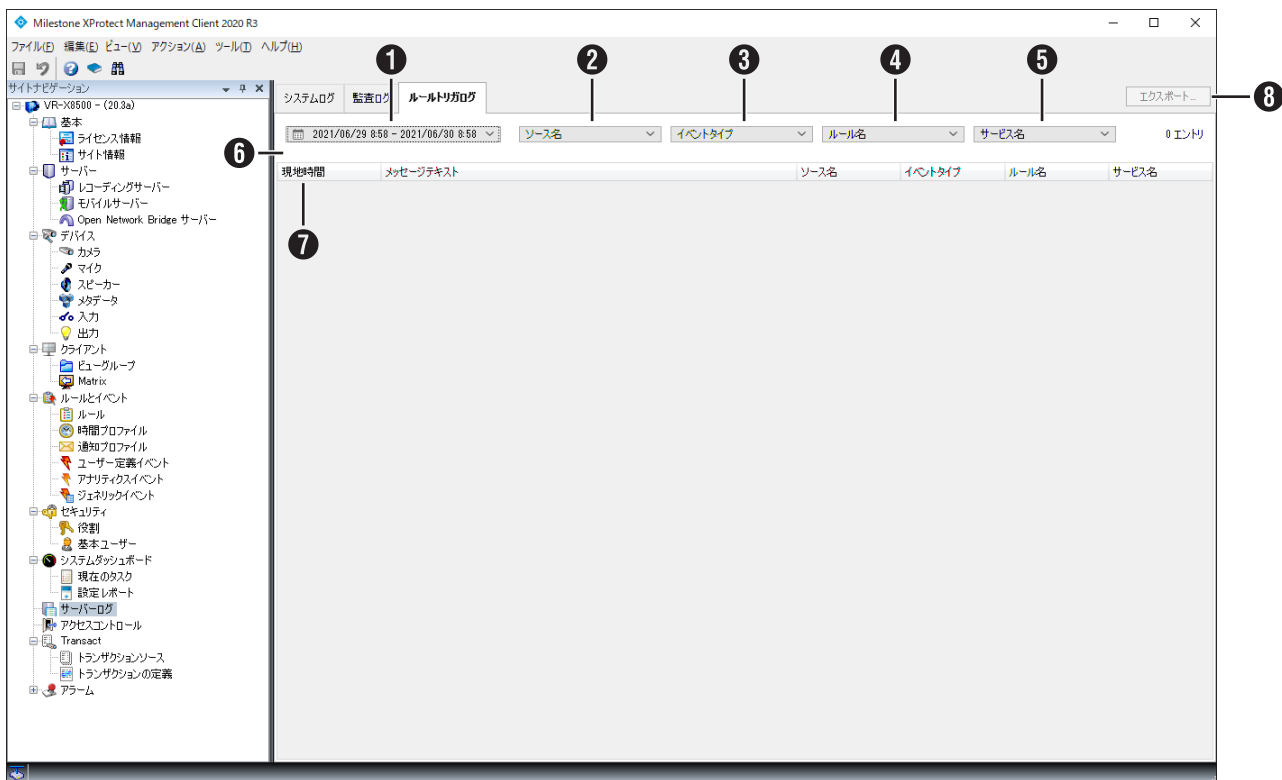 Milestone XProtect Management Client 2020 R3
ファイル(F) 編集(E) ビュー(V) アクション(A) ツール(T) ヘルプ(H)
サイトナビゲーション
VR-X8500 - (20.3a)
基本
ライセンス情報
サイト情報
サーバー
レコーディングサーバー
モバイルサーバー
Open Network Bridge サーバー
デバイス
カメラ
マイク
スピーカー
メタデータ
入力
出力
クライアント
ビューグループ
Matrix
ルールとイベント
ルール
時間プロファイル
通知プロファイル
ユーザー定義イベント
アナリティクスイベント
ジェネリックイベント
セキュリティ
役割
基本ユーザー
システムダッシュボード
現在のタスク
設定レポート
サーバーログ
アクセスコントロール
Transact
トランザクションソース
トランザクションの定義
アラーム
1 2 3 4 5
システムログ 監査ログ ルールトリガログ エクスポート... 8
2021/06/29 8:58 - 2021/06/30 8:58 ソース名 イベントタイプ ルール名 サービス名 0 エントリ
6
現地時間 メッセージテキスト ソース名 イベントタイプ ルール名 サービス名
7